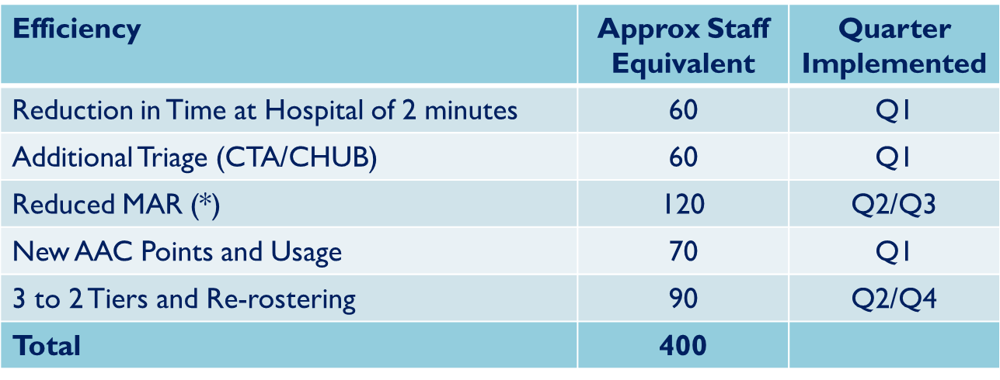 Efficiency Approx Staff Equivalent Quarter Implemented
Reduction in Time at Hospital of 2 minutes 60 Q1
Additional Triage (CTA/CHUB) 60 Q1
Reduced MAR (*) 120 Q2/Q3
New AAC Points and Usage 70 Q1
3 to 2 Tiers and Re-rostering 90 Q2/Q4
Total 400